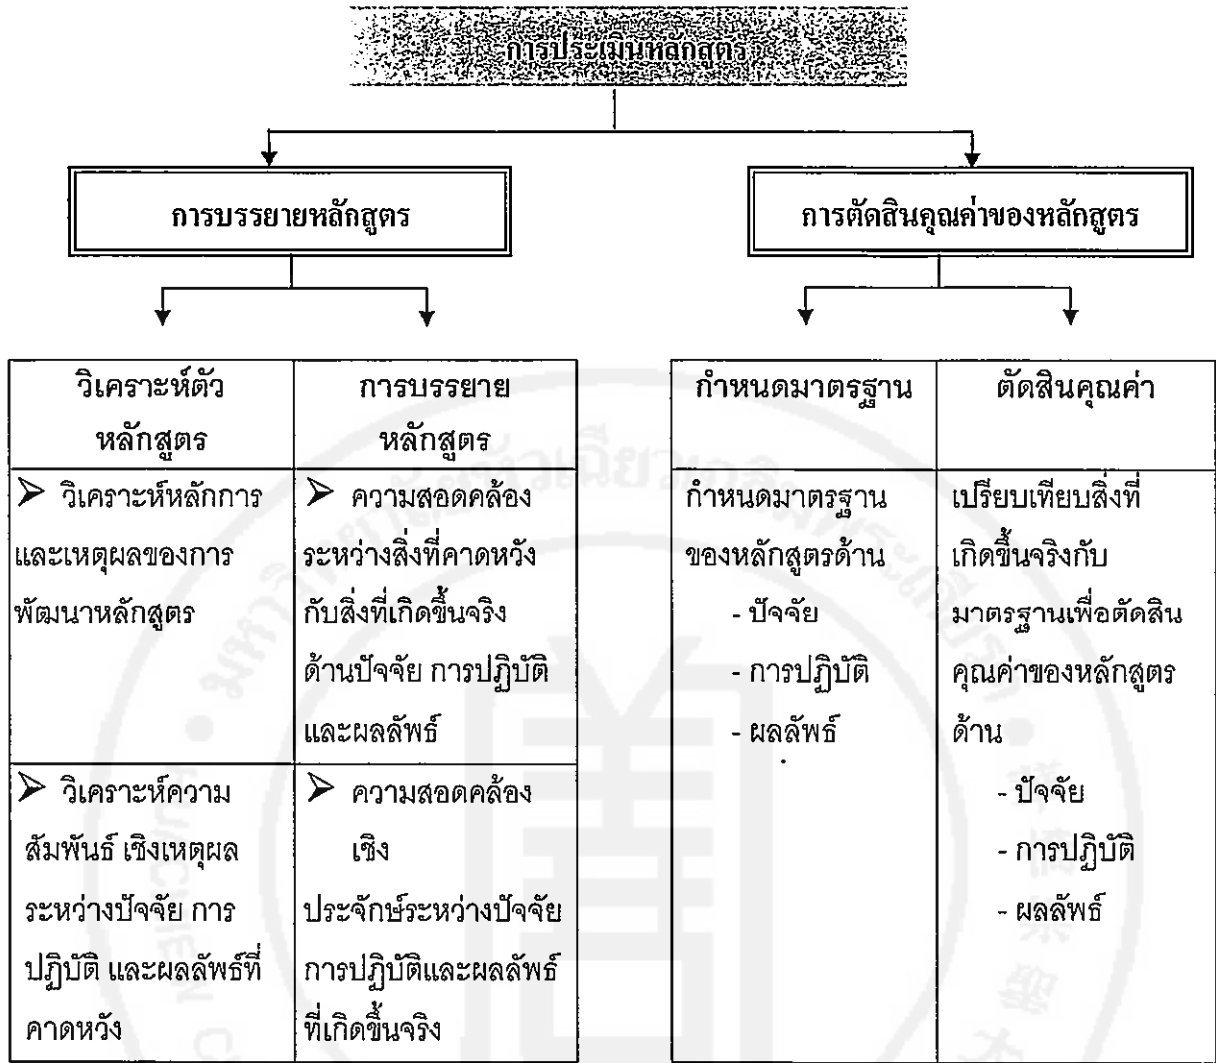 การประเมินหลักสูตร
การบรรยายหลักสูตร
การตัดสินคุณค่าของหลักสูตร
วิเคราะห์ตัว
หลักสูตร
➢ วิเคราะห์หลักการ
และเหตุผลของการ
พัฒนาหลักสูตร
➢ วิเคราะห์ความ
สัมพันธ์ เชิงเหตุผล
ระหว่างปัจจัย การ
ปฏิบัติ และผลลัพธ์ที่
คาดหวัง
การบรรยาย
หลักสูตร
➢ ความสอดคล้อง
ระหว่างสิ่งที่คาดหวัง
กับสิ่งที่เกิดขึ้นจริง
ด้านปัจจัย การปฏิบัติ
และผลลัพธ์
➢ ความสอดคล้อง
เชิง
ประจักษ์ระหว่างปัจจัย
การปฏิบัติและผลลัพธ์
ที่เกิดขึ้นจริง
กำหนดมาตรฐาน
กำหนดมาตรฐาน
ของหลักสูตรด้าน
- ปัจจัย
- การปฏิบัติ
- ผลลัพธ์
ตัดสินคุณค่า
เปรียบเทียบสิ่งที่
เกิดขึ้นจริงกับ
มาตรฐานเพื่อตัดสิน
คุณค่าของหลักสูตร
ด้าน
- ปัจจัย
- การปฏิบัติ
- ผลลัพธ์